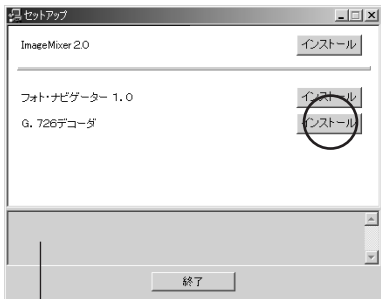 セットアップ
ImageMixer 2.0 インストール
フォト・ナビゲーター 1.0 インストール
G. 726デコーダ インストール
終了